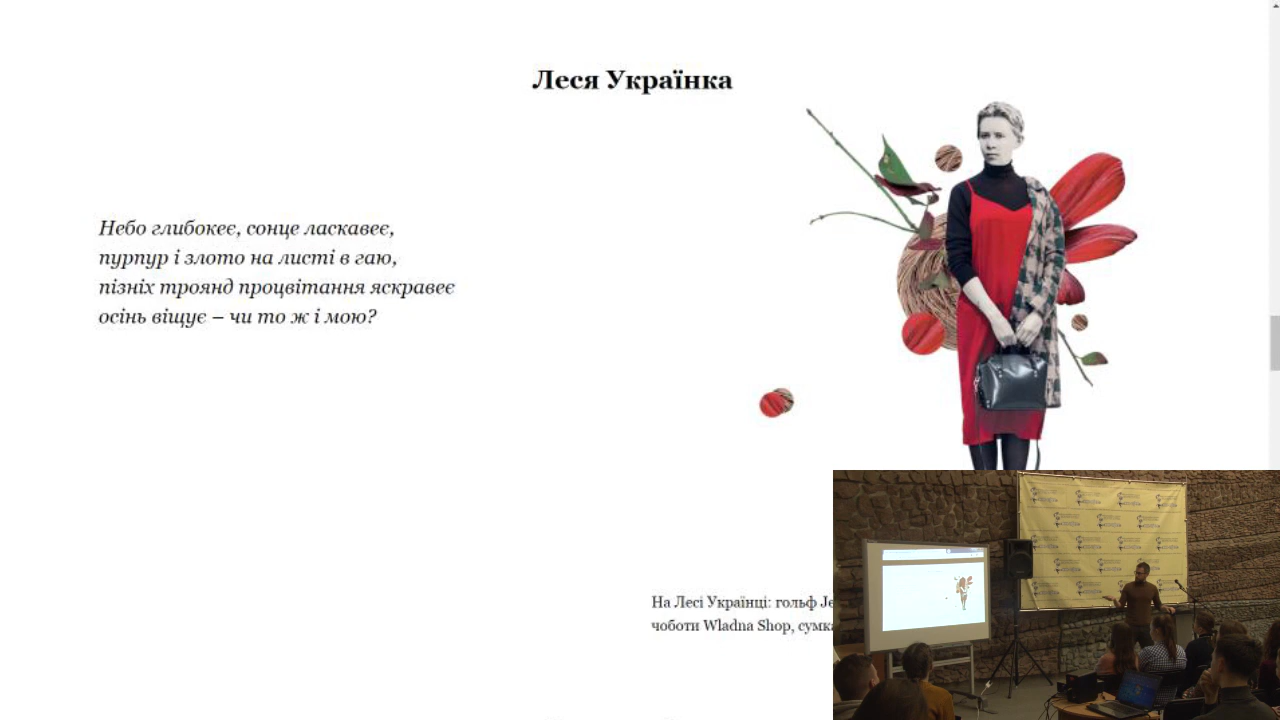 Леся Українка
Небо глибокеє, сонце ласкавеє,
пурпур і злото на листі в гаю,
пізніх троянд процвітання яскравеє
осінь віщує – чи то ж і мою?
На Лесі Українці: гольф Je
чоботи Wladna Shop, сумка